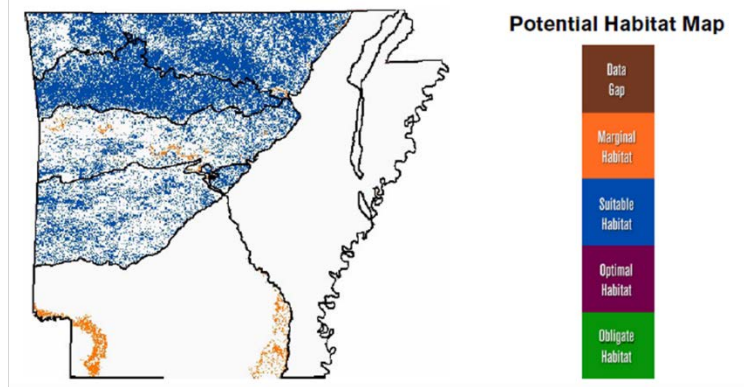 Potential Habitat Map
Data
Gap
Marginal
Habitat
Suitable
Habitat
Optimal
Habitat
Obligate
Habitat